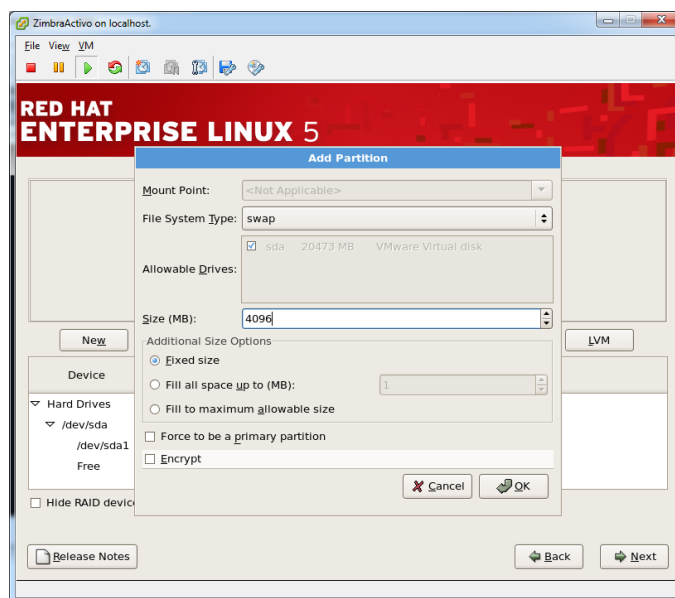 ZimbraActivo on localhost.
File View VM
RED HAT
ENTERPRISE LINUX 5
Add Partition
Mount Point: <Not Applicable>
File System Type: swap
sda 20473 MB VMware Virtual disk
Allowable Drives:
Size (MB): 4096
New LVM
Additional Size Options
Fixed size
Device
Fill all space up to (MB): 1
Hard Drives
Fill to maximum allowable size
/dev/sda
Force to be a primary partition
/dev/sda1
Encrypt
Free
Cancel OK
Hide RAID devic
Release Notes Back Next